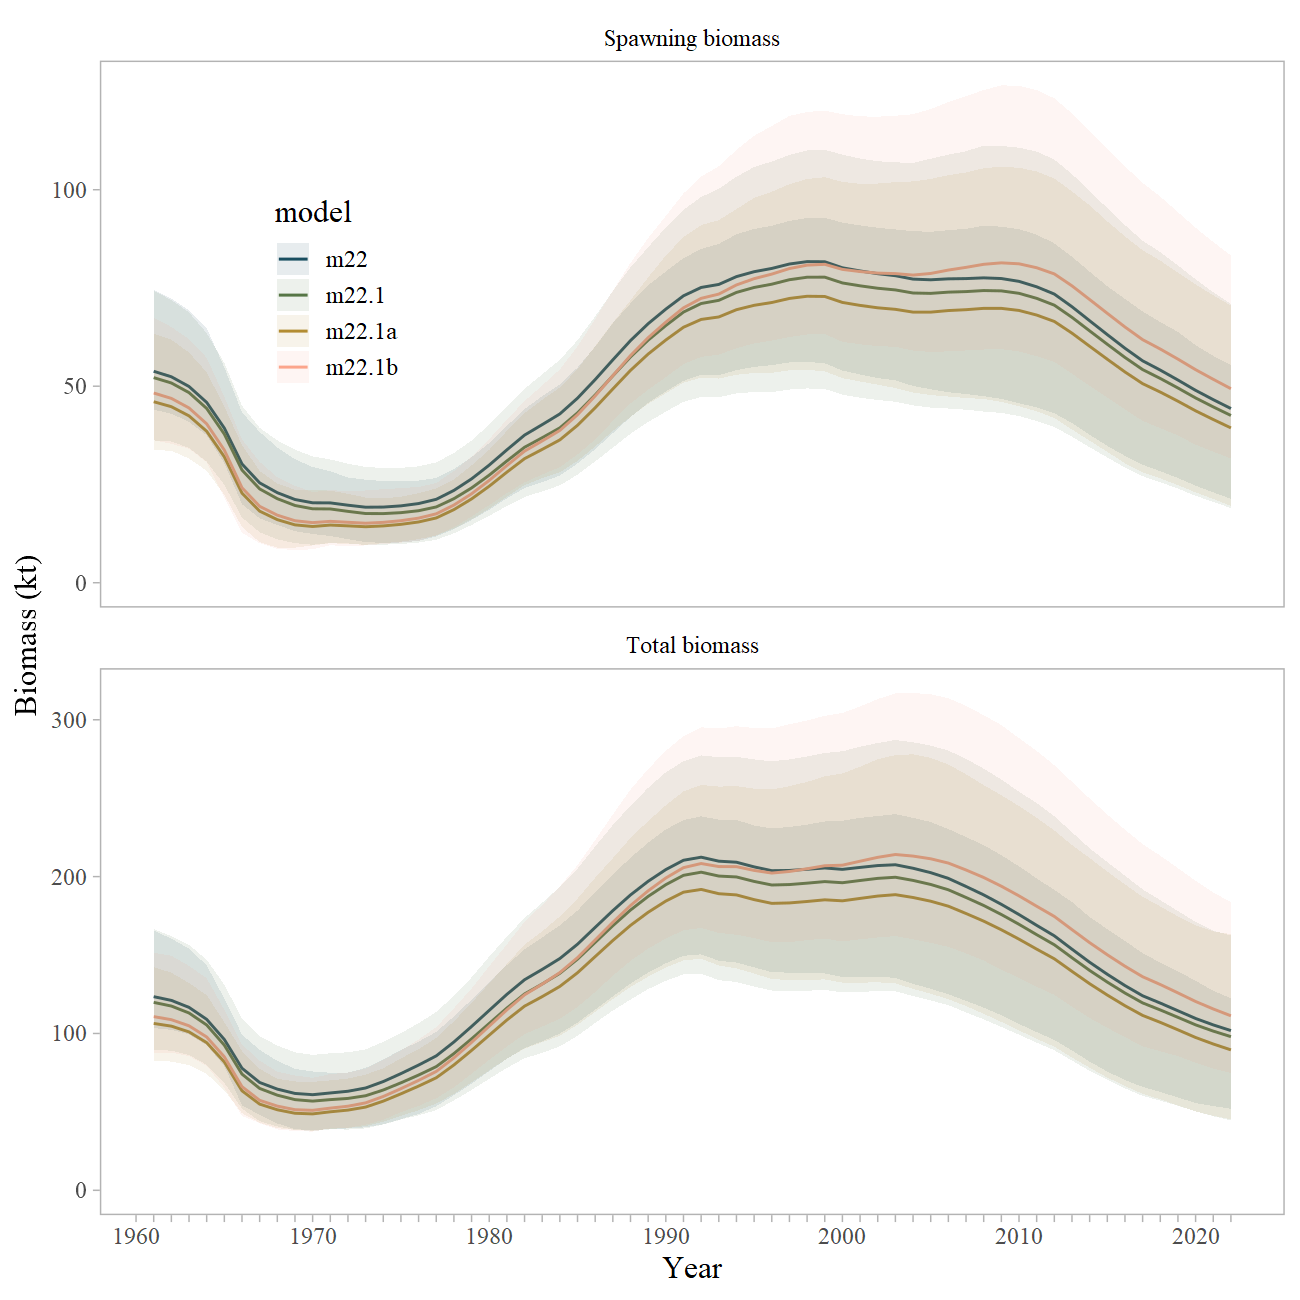 Spawning biomass
100
50
0
model
m22
m22.1
m22.1a
m22.1b
Biomass (kt)
Total biomass
300
200
100
0
1960 1970 1980 1990 2000 2010 2020
Year